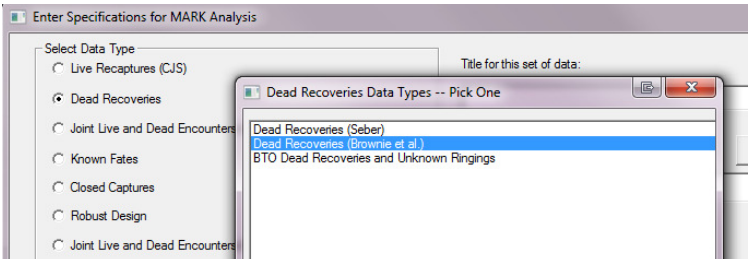 Enter Specifications for MARK Analysis
Select Data Type
Live Recaptures (CJS)
Title for this set of data:
Dead Recoveries
Dead Recoveries Data Types -- Pick One
Joint Live and Dead Encounters
Dead Recoveries (Seber)
Dead Recoveries (Brownie et al.)
Known Fates
BTO Dead Recoveries and Unknown Ringings
Closed Captures
Robust Design
Joint Live and Dead Encounters